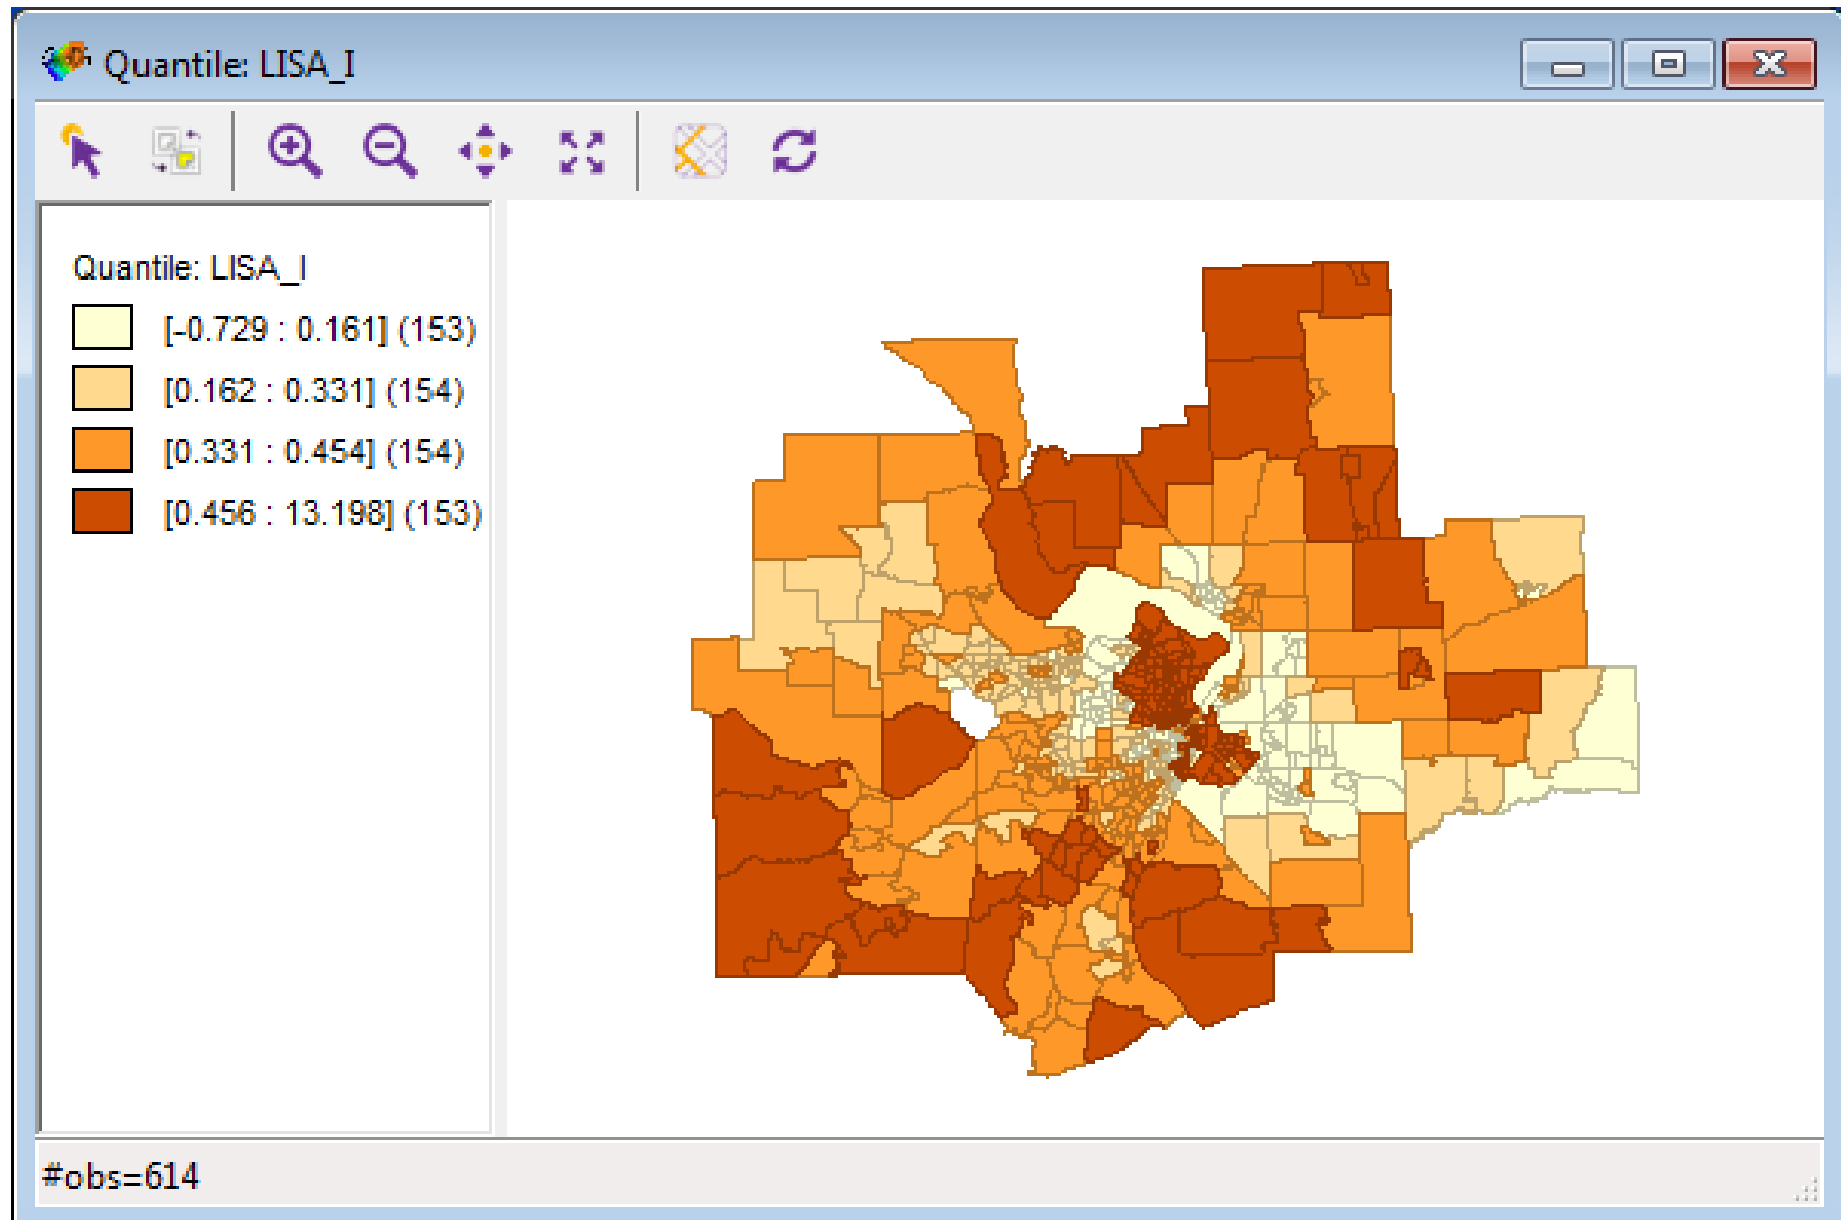 Quantile: LISA_I
Quantile: LISA_I
[-0.729 : 0.161] (153)
[0.162 : 0.331] (154)
[0.331 : 0.454] (154)
[0.456 : 13.198] (153)
#obs=614